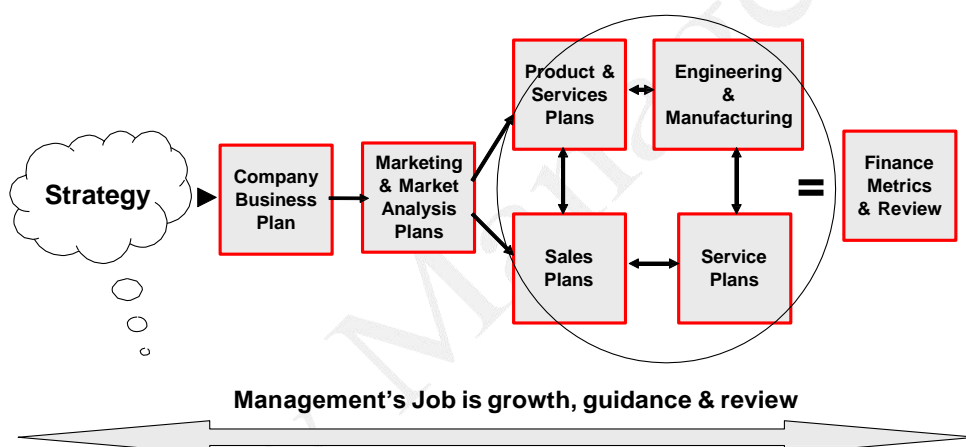 Strategy
Company
Business
Plan
Marketing
& Market
Analysis
Plans
Product &
Services
Plans
Engineering
&
Manufacturing
Sales
Plans
Service
Plans
=
Finance
Metrics
& Review
Management's Job is growth, guidance & review